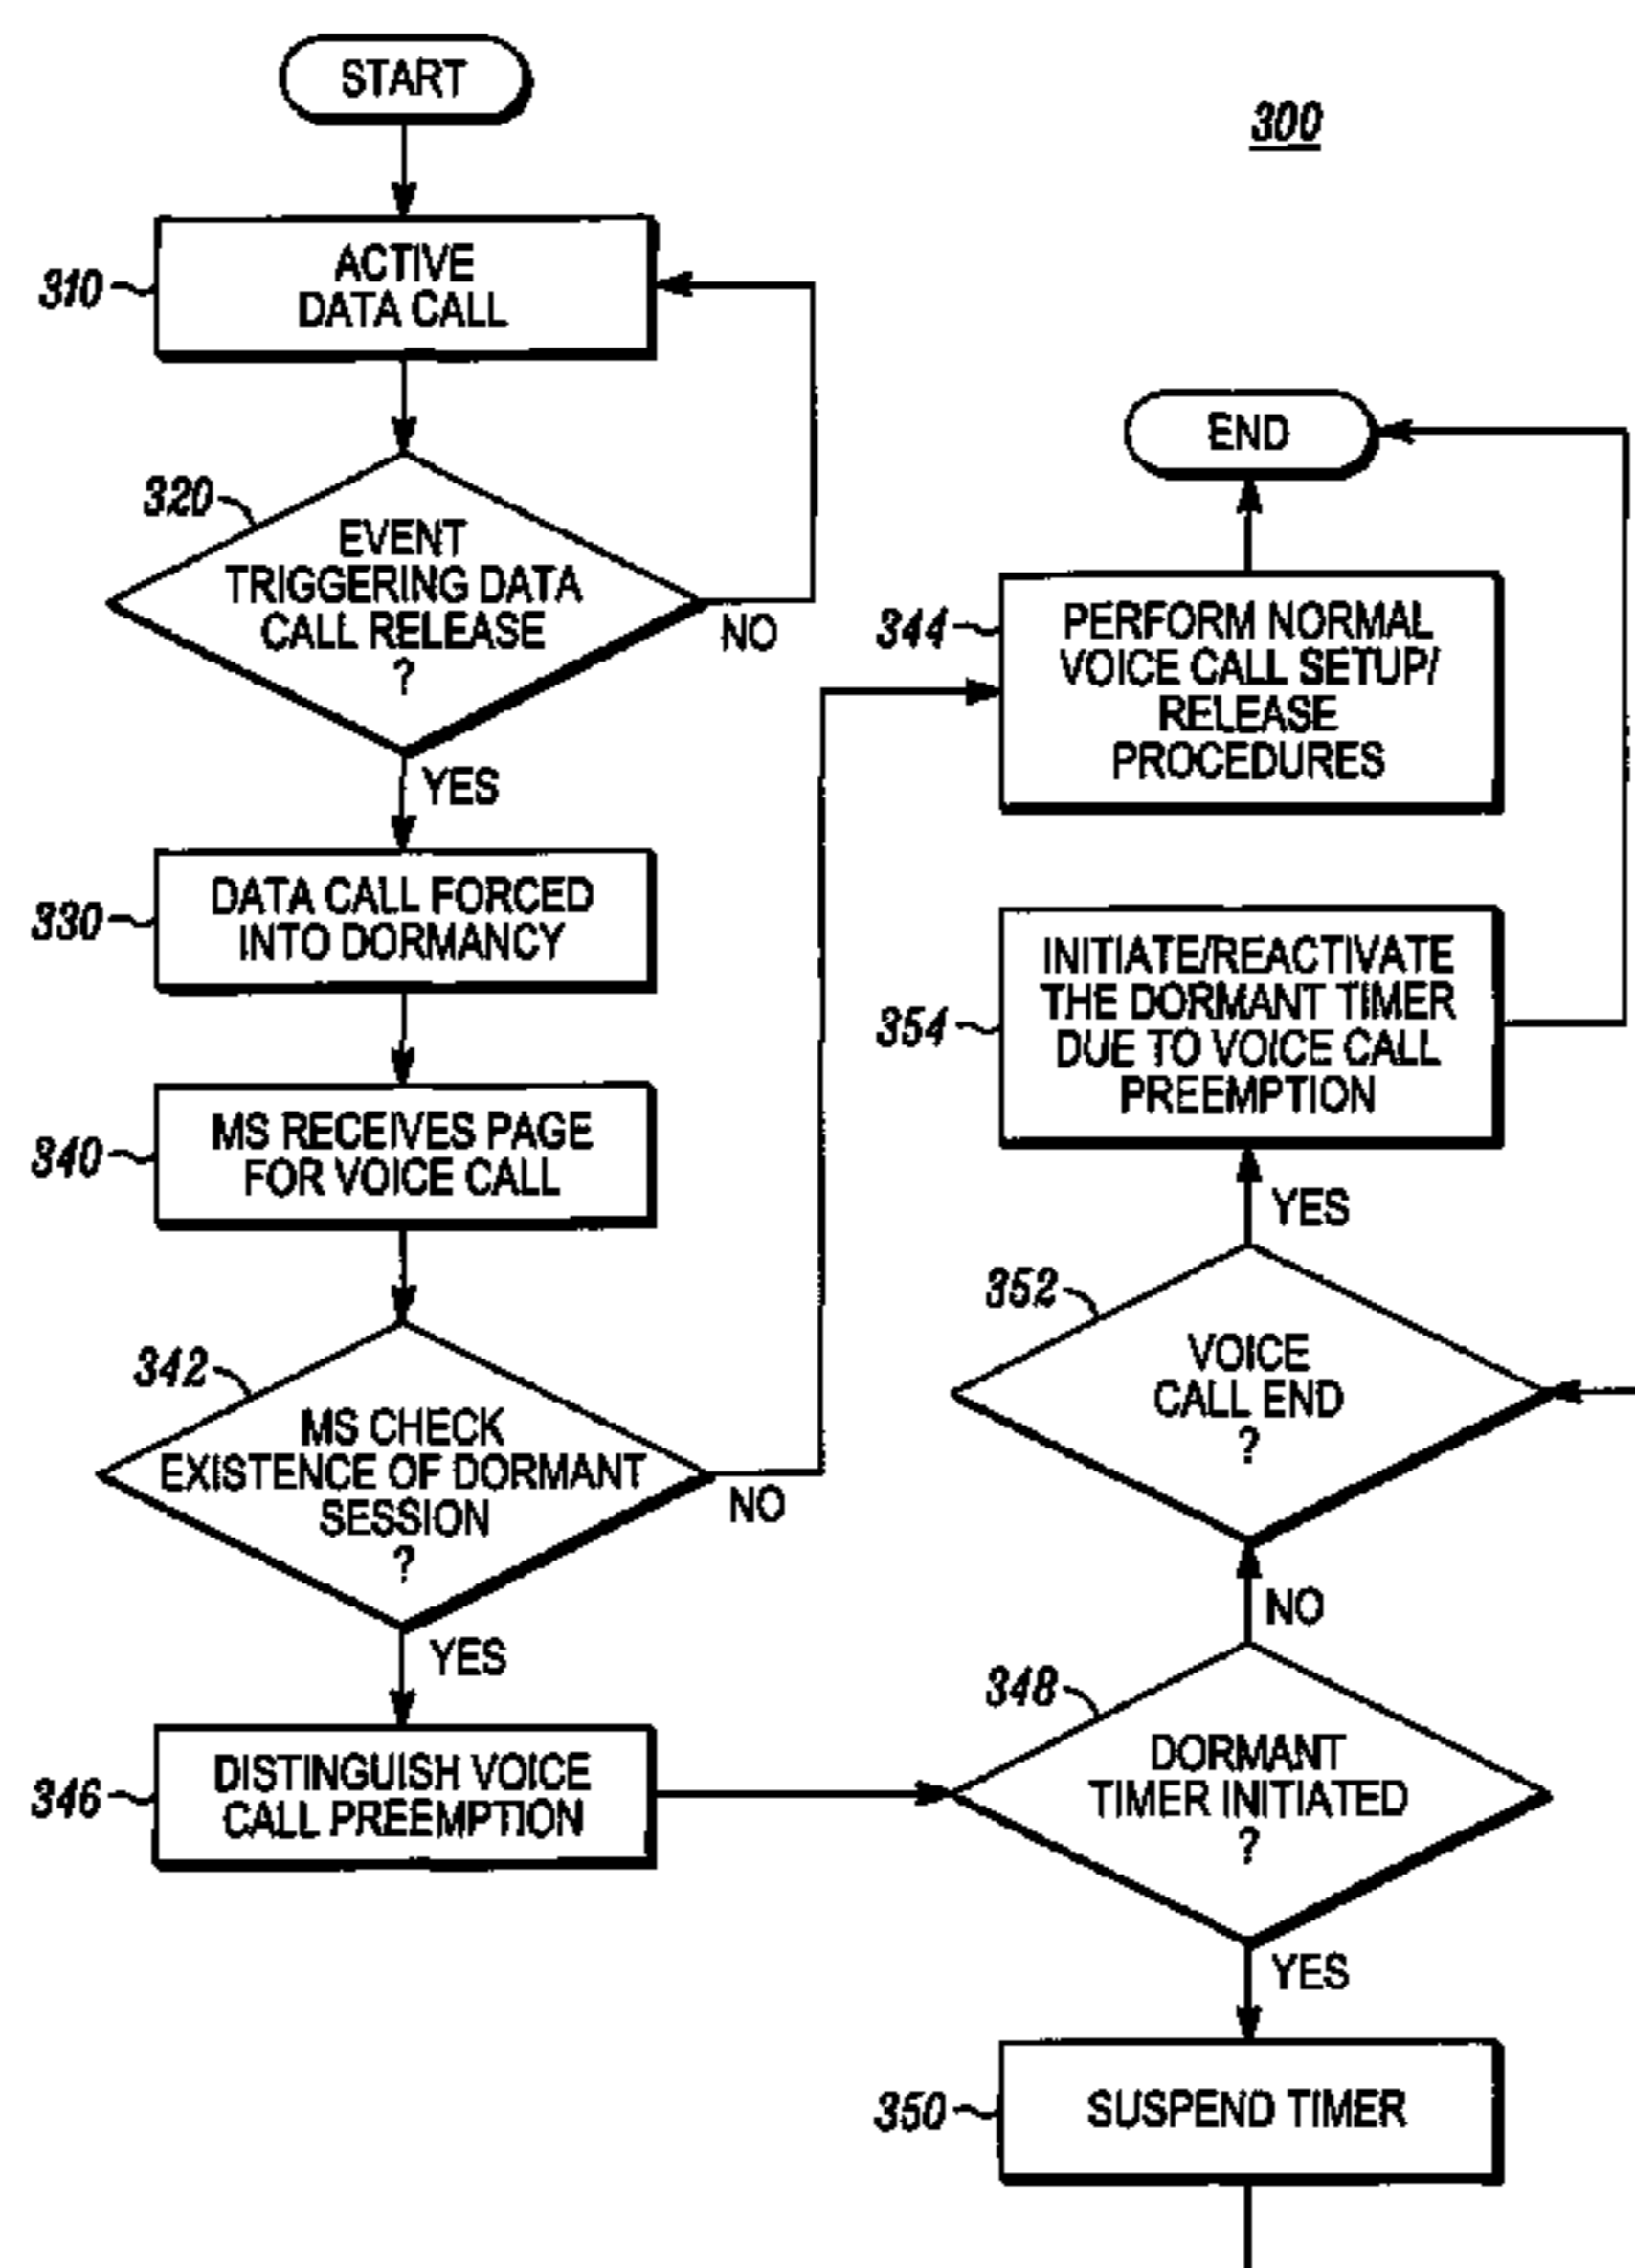 START
300
310
ACTIVE
DATA CALL
320
EVENT
TRIGGERING DATA
CALL RELEASE
?
NO
YES
330
DATA CALL FORCED
INTO DORMANCY
340
MS RECEIVES PAGE
FOR VOICE CALL
342
MS CHECK
EXISTENCE OF DORMANT
SESSION
?
NO
YES
346
DISTINGUISH VOICE
CALL PREEMPTION
END
344
PERFORM NORMAL
VOICE CALL SETUP/
RELEASE
PROCEDURES
354
INITIATE/REACTIVATE
THE DORMANT TIMER
DUE TO VOICE CALL
PREEMPTION
YES
352
VOICE
CALL END
?
NO
348
DORMANT
TIMER INITIATED
?
YES
350
SUSPEND TIMER